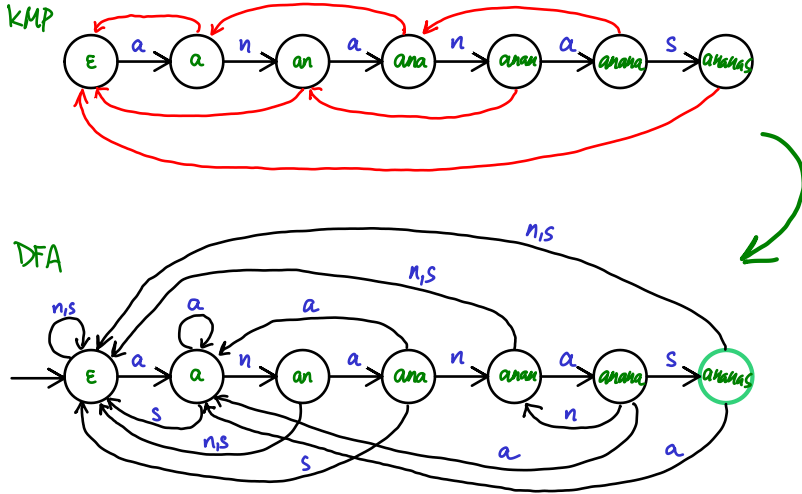 KMP
a n a n a s
ε a an ana anan anana ananas
DFA
n,s
n,s
n,s a a
a n a n a s
ε a an ana anan anana ananas
s n
n,s a a
s